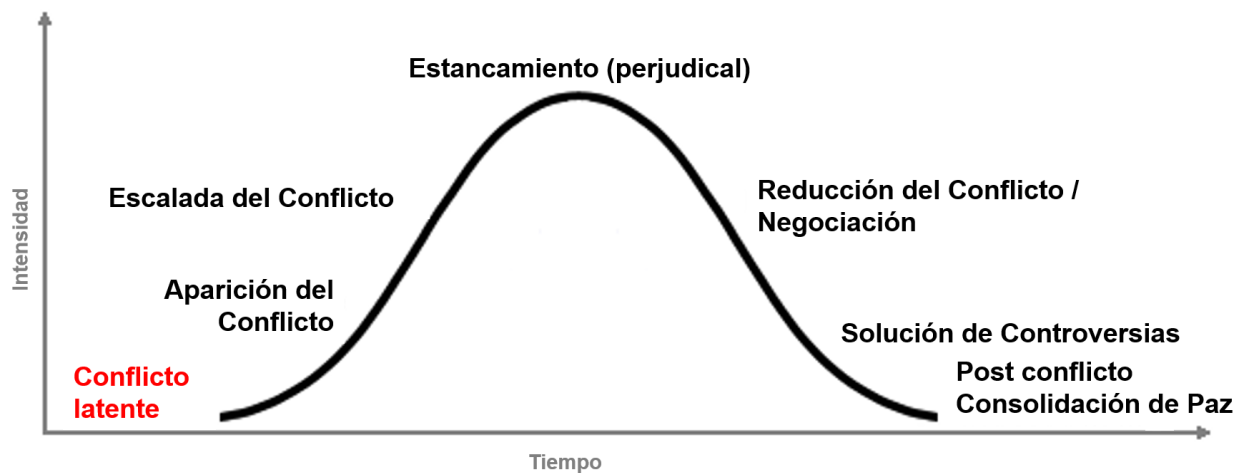 Estancamiento (perjudical)
Escalada del Conflicto
Reducción del Conflicto /
Negociación
Intensidad
Aparición del
Conflicto
Solución de Controversias
Conflicto
latente
Post conflicto
Consolidación de Paz
Tiempo